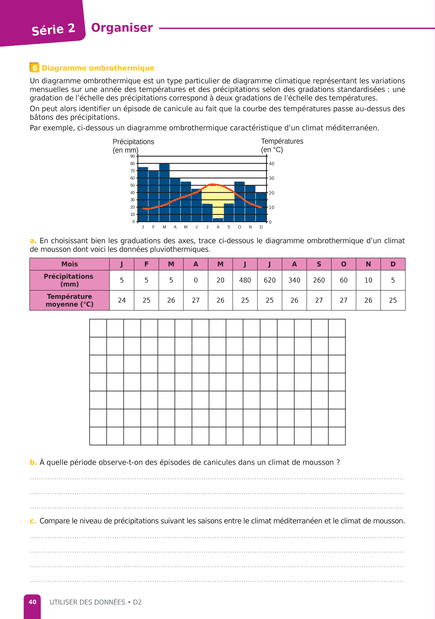 Série 2
Organiser
6 Diagramme ombrothermique
Un diagramme ombrothermique est un type particulier de diagramme climatique représentant les variations
mensuelles sur une année des températures et des précipitations selon des gradations standardisées : une
gradation de l'échelle des précipitations correspond à deux gradations de l'échelle des températures.
On peut alors identifier un épisode de canicule au fait que la courbe des températures passe au-dessus des
bâtons des précipitations.
Par exemple, ci-dessous un diagramme ombrothermique caractéristique d'un climat méditerranéen.
Précipitations Températures
(en mm) (en °C)
90
80 40
70
60 30
50
40 20
30
20 10
10
0 0
J F M A M J J A S O N D
a. En choisissant bien les graduations des axes, trace ci-dessous le diagramme ombrothermique d'un climat
de mousson dont voici les données pluviothermiques.
Mois J F M A M J J A S O N D
Précipitations (mm) 5 5 5 0 20 480 620 340 260 60 10 5
Température moyenne (°C) 24 25 26 27 26 25 25 26 27 27 26 25
b. À quelle période observe-t-on des épisodes de canicules dans un climat de mousson ?
c. Compare le niveau de précipitations suivant les saisons entre le climat méditerranéen et le climat de mousson.
40 UTILISER DES DONNÉES • D2